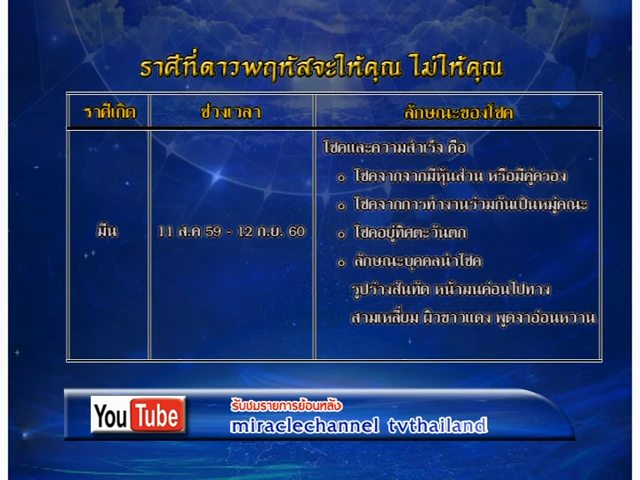 ราศีที่ดาวพฤหัสจะให้คุณ ไม่ให้คุณ
ราศีเกิด
ช่วงเวลา
ลักษณะของโชค
มีน
11 ส.ค 59 - 12 ก.ย. 60
โชคและความสำเร็จ คือ
โชคจากจากมีหุ้นส่วน หรือมีคู่ครอง
โชคจากการทำงานร่วมกันเป็นหมู่คณะ
โชคอยู่ทิศตะวันตก
ลักษณะบุคคลนำโชค
รูปร่างสันทัด หน้ามนค่อนไปทาง
สามเหลี่ยม ผิวขาวแดง พูดจาอ่อนหวาน
YouTube
รับชมรายการย้อนหลัง
miraclechannel tvthailand